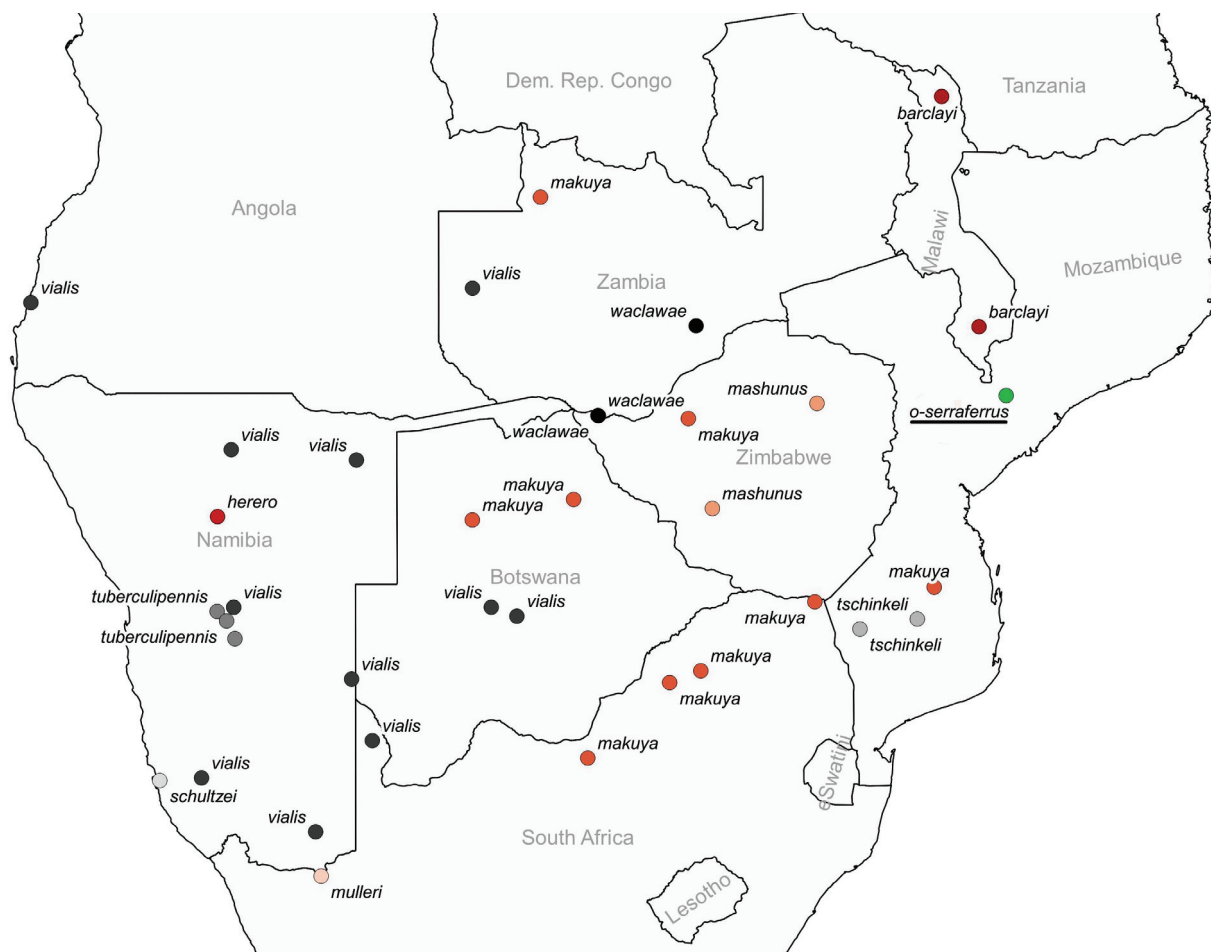 Dem. Rep. Congo
Tanzania
barclayi
makuya
Angola
Malawi
Mozambique
vialis
Zambia
vialis
waclawae
barclayi
waclawae
mashunus
o-serraferrus
waclawae
makuya
vialis
vialis
Zimbabwe
makuya
makuya
mashunus
herero
Namibia
Botswana
makuya
tuberculipennis
vialis
vialis
vialis
tschinkeli
makuya
tuberculipennis
tschinkeli
vialis
makuya
makuya
vialis
makuya
eSwatini
vialis
schultzei
vialis
South Africa
mulleri
Lesotho